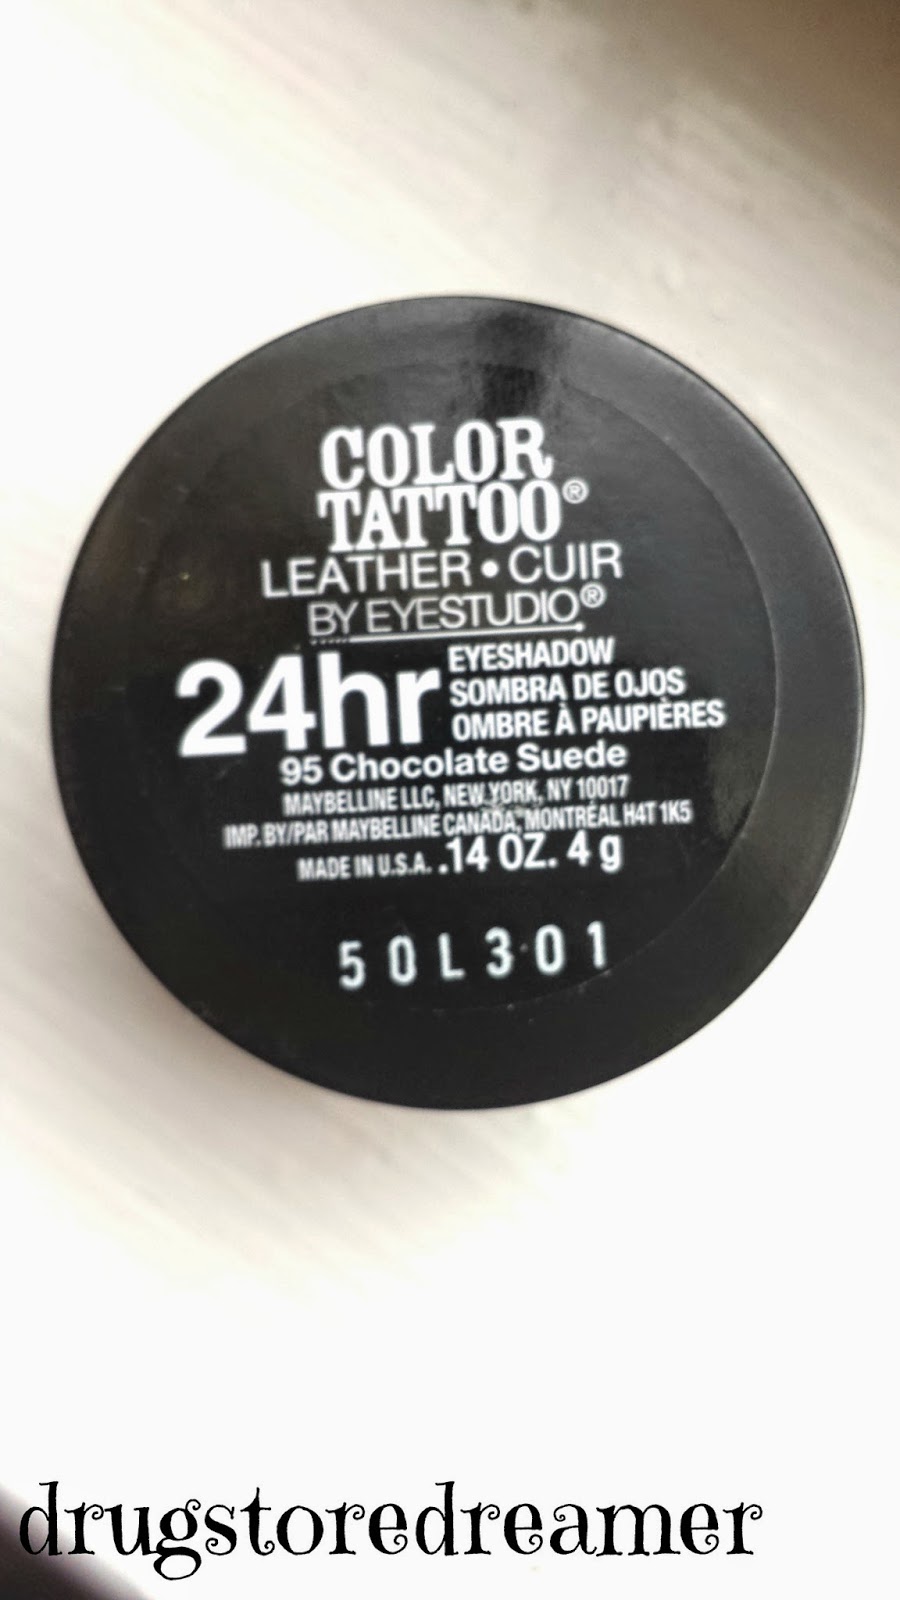 COLOR
TATTOO®
LEATHER • CUIR
BY EYESTUDIO®
24hr EYESHADOW
SOMBRA DE OJOS
OMBRE À PAUPIÈRES
95 Chocolate Suede
MAYBELLINE LLC, NEW YORK, NY 10017
IMP. BY/PAR MAYBELLINE CANADA, MONTRÉAL H4T 1K5
MADE IN U.S.A. .14 OZ. 4 g
50L301
drugstoredreamer